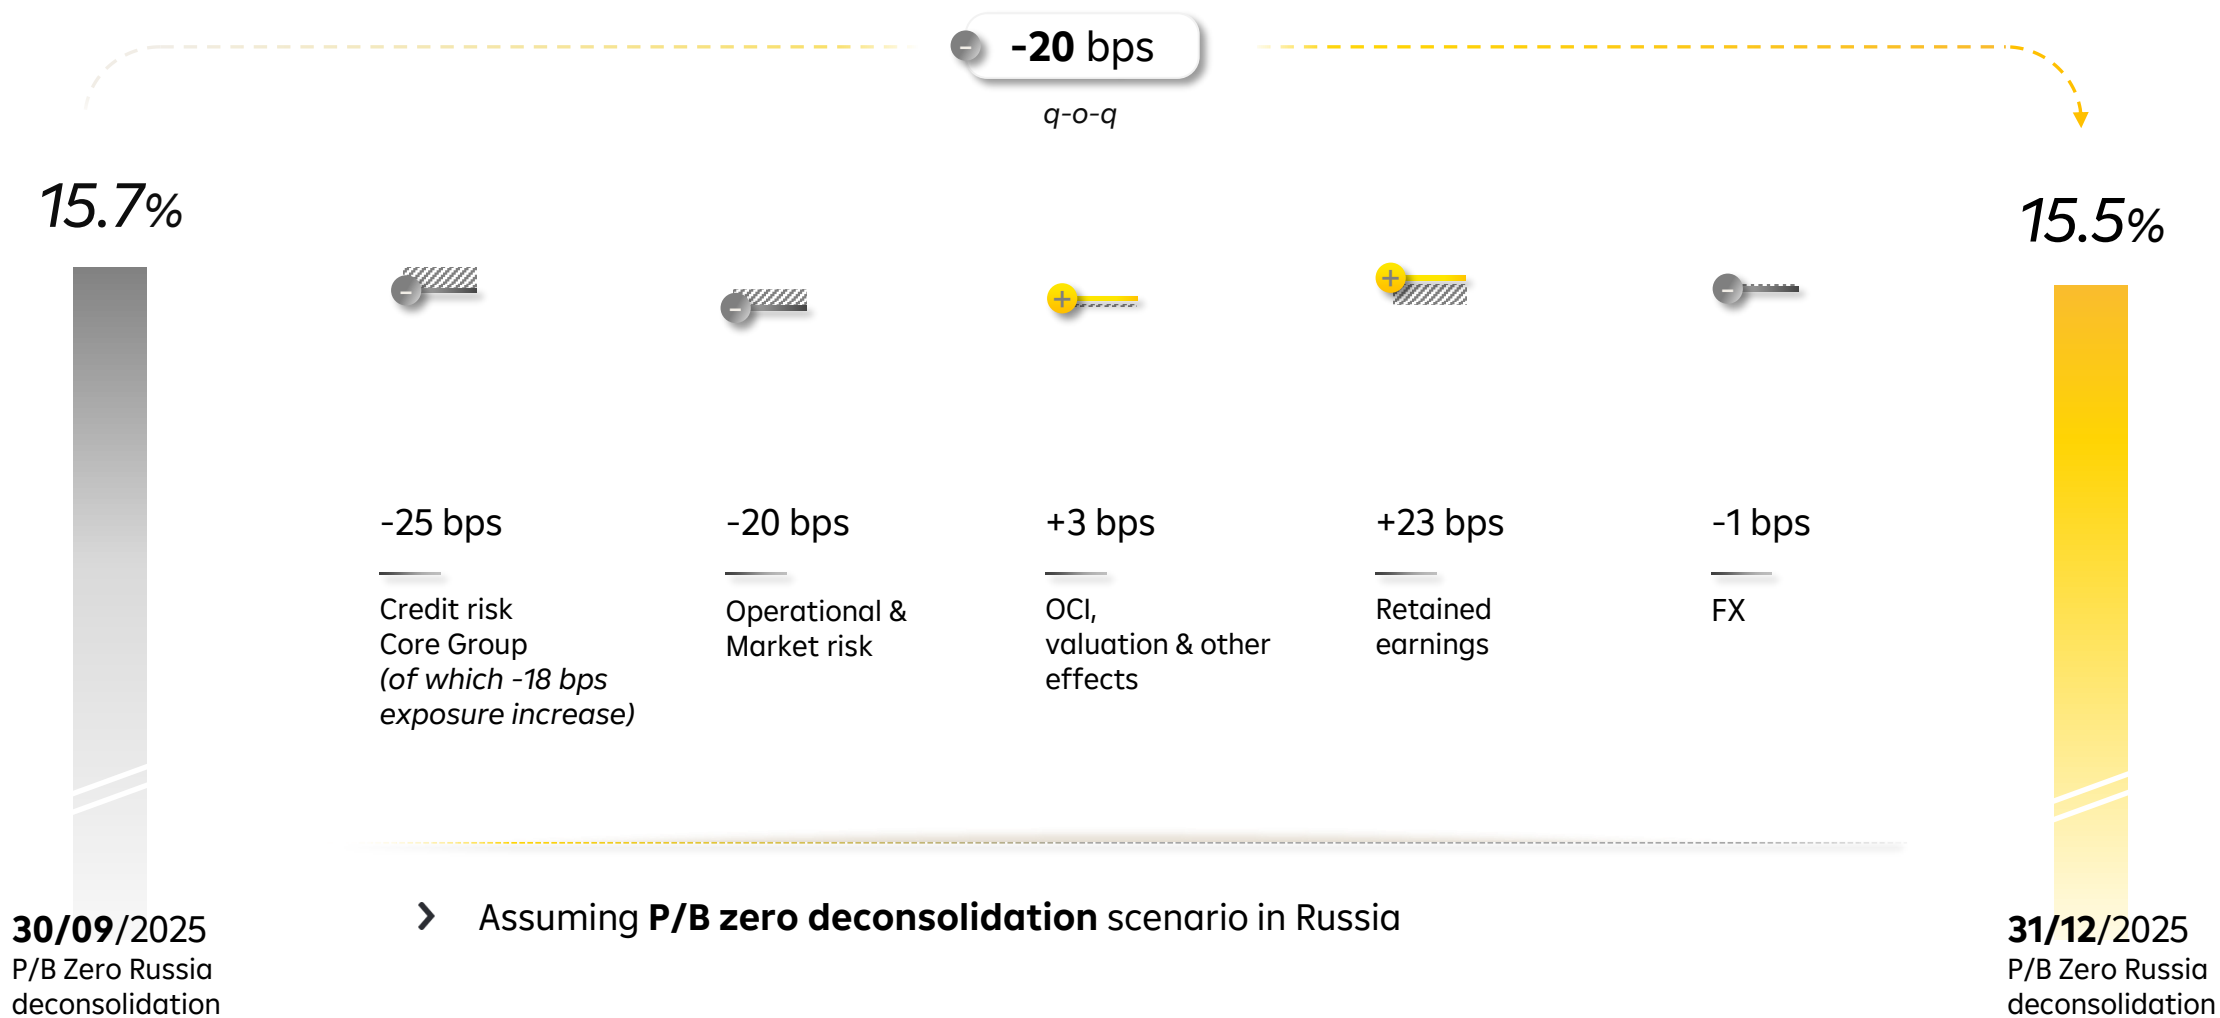 -20 bps
q-o-q
15.7%
15.5%
-25 bps
Credit risk
Core Group
(of which -18 bps
exposure increase)
-20 bps
Operational &
Market risk
+3 bps
OCI,
valuation & other
effects
+23 bps
Retained
earnings
-1 bps
FX
Assuming P/B zero deconsolidation scenario in Russia
30/09/2025
P/B Zero Russia
deconsolidation
31/12/2025
P/B Zero Russia
deconsolidation